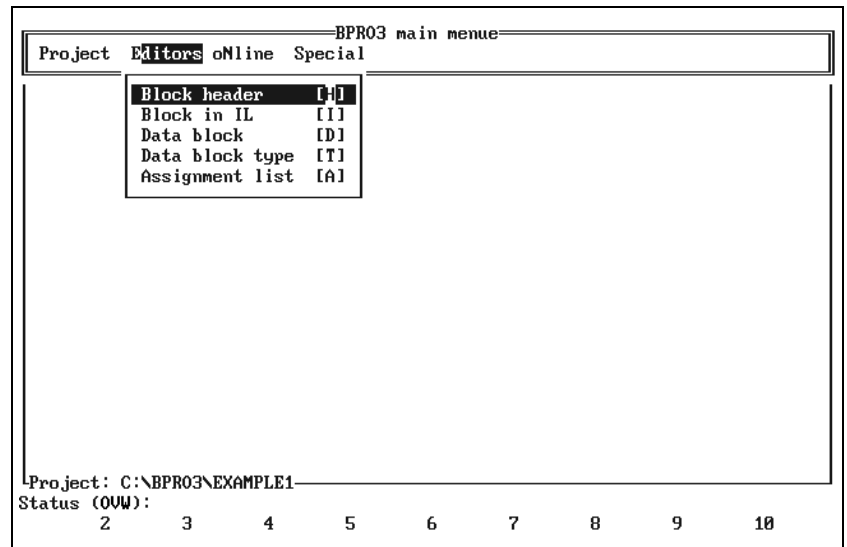 BPRO3 main menue
Project Editors oNline Special
Block header [H]
Block in IL [I]
Data block [D]
Data block type [T]
Assignment list [A]
Project: C:\BPRO3\EXAMPLE1
Status (OVW):
2 3 4 5 6 7 8 9 10